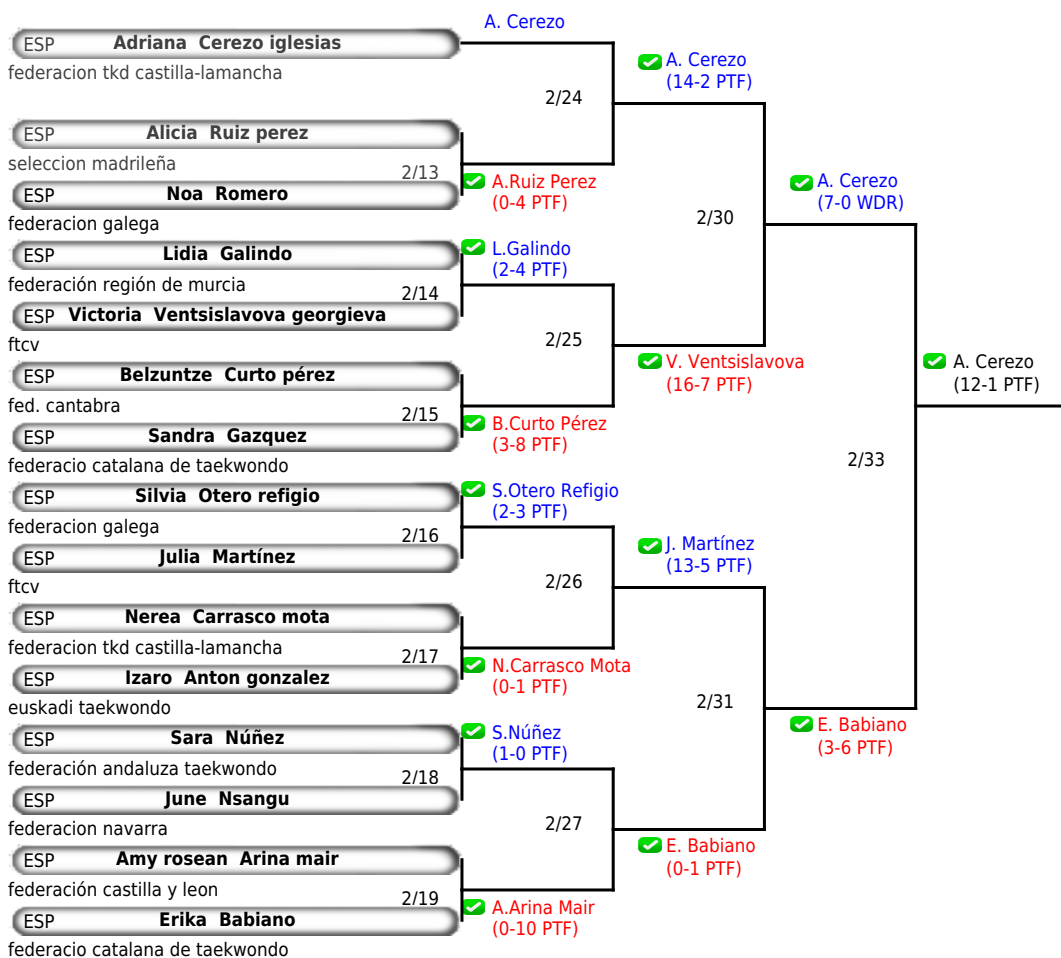 A. Cerezo
ESP Adriana Cerezo iglesias
federacion tkd castilla-lamancha
A. Cerezo
(14-2 PTF)
2/24
ESP Alicia Ruiz perez
seleccion madrileña
2/13
A.Ruiz Perez
(0-4 PTF)
ESP Noa Romero
federacion galega
A. Cerezo
(7-0 WDR)
2/30
ESP Lidia Galindo
federación región de murcia
L.Galindo
(2-4 PTF)
2/14
ESP Victoria Ventsislavova georgieva
ftcv
2/25
V. Ventsislavova
(16-7 PTF)
A. Cerezo
(12-1 PTF)
ESP Belzuntze Curto pérez
fed. cantabra
2/15
B.Curto Pérez
(3-8 PTF)
ESP Sandra Gazquez
federacio catalana de taekwondo
2/33
ESP Silvia Otero refigio
federacion galega
S.Otero Refigio
(2-3 PTF)
2/16
ESP Julia Martínez
ftcv
J. Martínez
(13-5 PTF)
2/26
ESP Nerea Carrasco mota
federacion tkd castilla-lamancha
2/17
N.Carrasco Mota
(0-1 PTF)
ESP Izaro Anton gonzalez
euskadi taekwondo
2/31
E. Babiano
(3-6 PTF)
ESP Sara Núñez
federación andaluza taekwondo
S.Núñez
(1-0 PTF)
2/18
ESP June Nsangu
federacion navarra
2/27
E. Babiano
(0-1 PTF)
ESP Amy rosean Arina mair
federación castilla y leon
2/19
A.Arina Mair
(0-10 PTF)
ESP Erika Babiano
federacio catalana de taekwondo